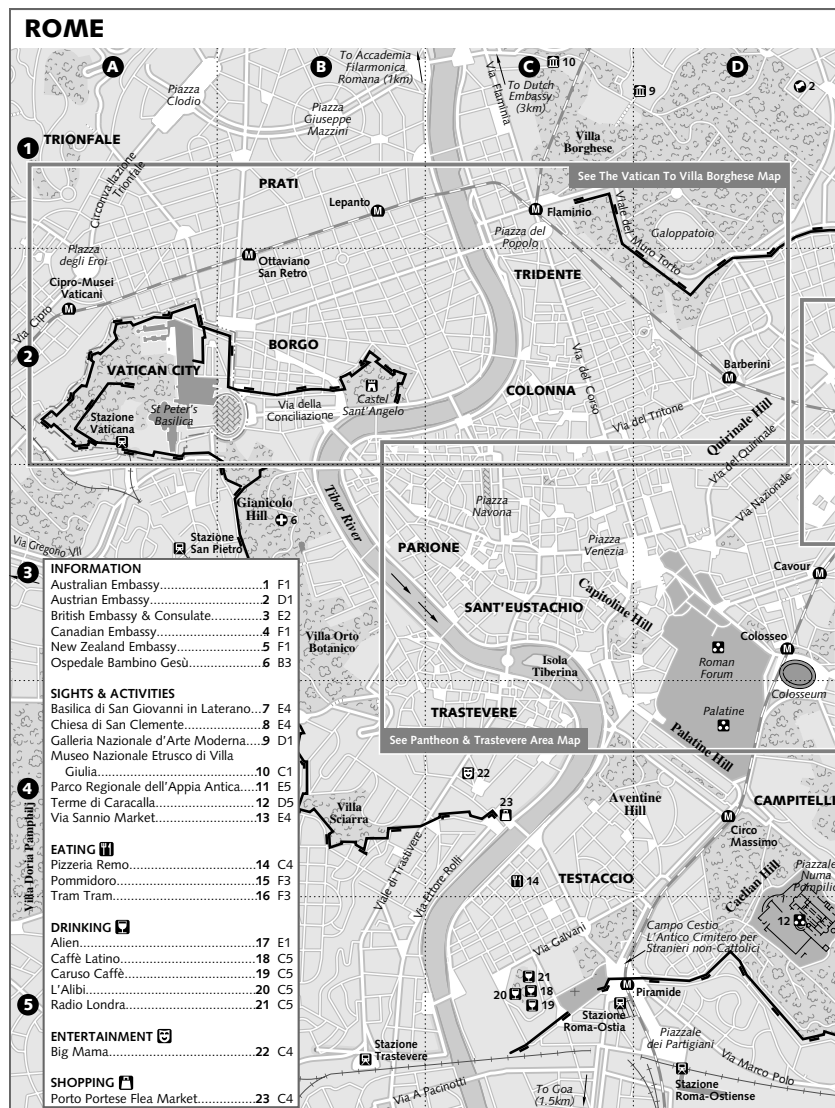 ROME
A
B
C
D
To Accademia
Filarmonica
Romana (1km)
Via Flaminia
To Dutch
Embassy
(3km)
10
9
2
Piazza
Clodio
Piazza
Giuseppe
Mazzini
Villa
Borghese
1
TRIONFALE
Circonvallazione
Trionfale
PRATI
See The Vatican To Villa Borghese Map
Lepanto
M
M
Flaminio
Viale del Muro Torto
Galoppatoio
Piazza del
Popolo
Piazza
degli Eroi
M
Ottaviano
San Retro
TRIDENTE
Cipro-Musei
Vaticani
M
Via Cipro
2
BORGO
VATICAN CITY
Castel
Sant'Angelo
Barberini
M
COLONNA
Via del Corso
St Peter's
Basilica
Via della
Conciliazione
Stazione
Vaticana
Via del Tritone
Quirinale Hill
Via del Quirinale
Gianicolo
Hill
6
Tiber River
Piazza
Navona
Via Nazionale
Stazione
San Pietro
Via Gregorio VII
PARIONE
Piazza
Venezia
Cavour
M
3
INFORMATION
Australian Embassy 1 F1
Austrian Embassy 2 D1
British Embassy & Consulate 3 E2
Canadian Embassy 4 F1
New Zealand Embassy 5 F1
Ospedale Bambino Gesù 6 B3
SIGHTS & ACTIVITIES
Basilica di San Giovanni in Laterano 7 E4
Chiesa di San Clemente 8 E4
Galleria Nazionale d'Arte Moderna 9 D1
Museo Nazionale Etrusco di Villa
Giulia 10 C1
Parco Regionale dell'Appia Antica 11 E5
Terme di Caracalla 12 D5
Via Sannio Market 13 E4
EATING
Pizzeria Remo 14 C4
Pommidoro 15 F3
Tram Tram 16 F3
DRINKING
Alien 17 E1
Caffè Latino 18 C5
Caruso Caffè 19 C5
L'Alibi 20 C5
Radio Londra 21 C5
ENTERTAINMENT
Big Mama 22 C4
SHOPPING
Porto Portese Flea Market 23 C4
SANT'EUSTACHIO
Capitoline Hill
Villa Orto
Botanico
Colosseo
M
Roman
Forum
Isola
Tiberina
Colosseum
Palatine
TRASTEVERE
Palatine Hill
See Pantheon & Trastevere Area Map
4
Villa Doria Pamphilj
22
23
Villa
Sciarra
Aventine
Hill
CAMPITELLI
M
Circo
Massimo
Viale di Trastivere
Via Ettore Rolli
14
TESTACCIO
Caelian Hill
Piazzale
Numa
Pompilio
12
Via Galvani
Campo Cestio
L'Antico Cimitero per
Stranieri non-Cattolici
5
21
20
18
19
M
Piramide
Stazione
Roma-Ostia
Piazzale
dei Partigiani
Stazione
Trastevere
Via Marco Polo
Via A Pacinotti
To Goa
(1.5km)
Stazione
Roma-Ostiense